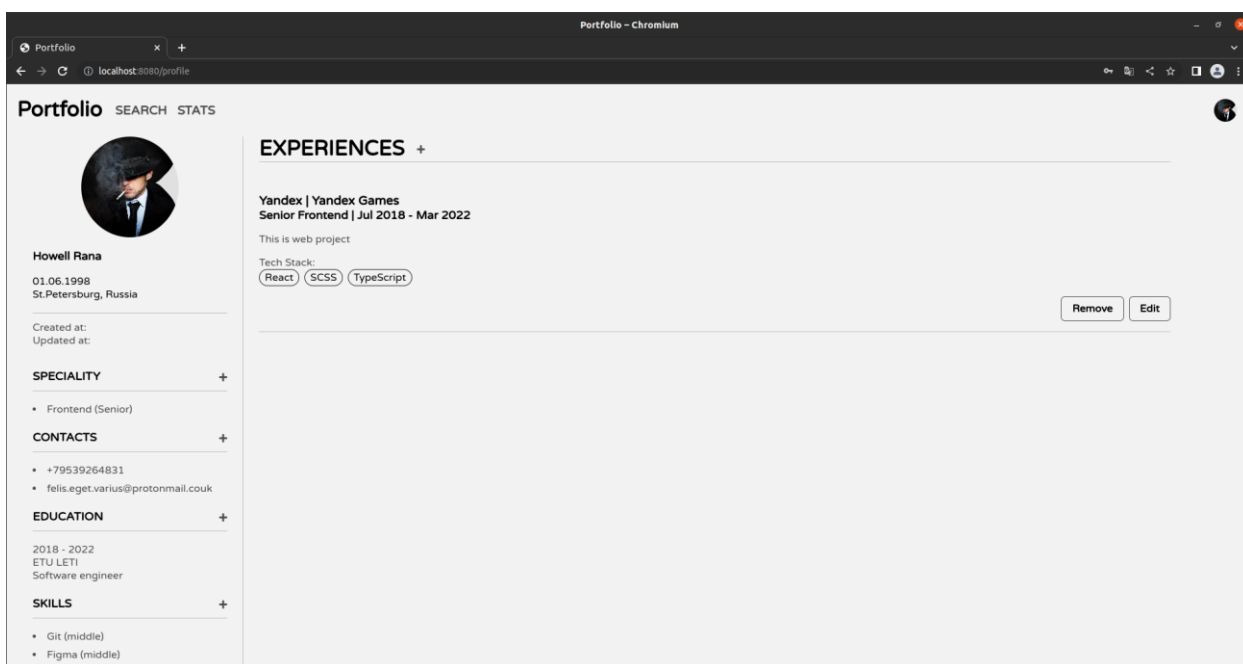 Portfolio – Chromium
Portfolio
localhost:8080/profile
Portfolio SEARCH STATS
Howell Rana
01.06.1998
St.Petersburg, Russia
Created at:
Updated at:
SPECIALITY +
• Frontend (Senior)
CONTACTS +
• +79539264831
• felis.eget.varius@protonmail.couk
EDUCATION +
2018 - 2022
ETU LETI
Software engineer
SKILLS +
• Git (middle)
• Figma (middle)
EXPERIENCES +
Yandex | Yandex Games
Senior Frontend | Jul 2018 - Mar 2022
This is web project
Tech Stack:
React SCSS TypeScript
Remove Edit